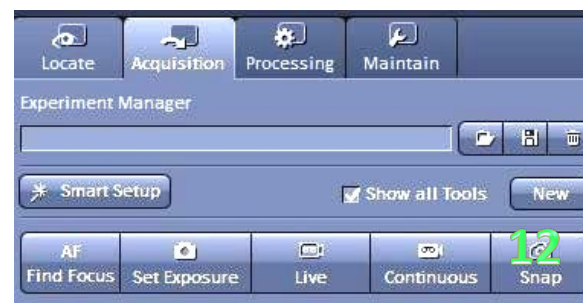 Locate Acquisition Processing Maintain
Experiment Manager
Smart Setup Show all Tools New
12
AF
Find Focus Set Exposure Live Continuous Snap